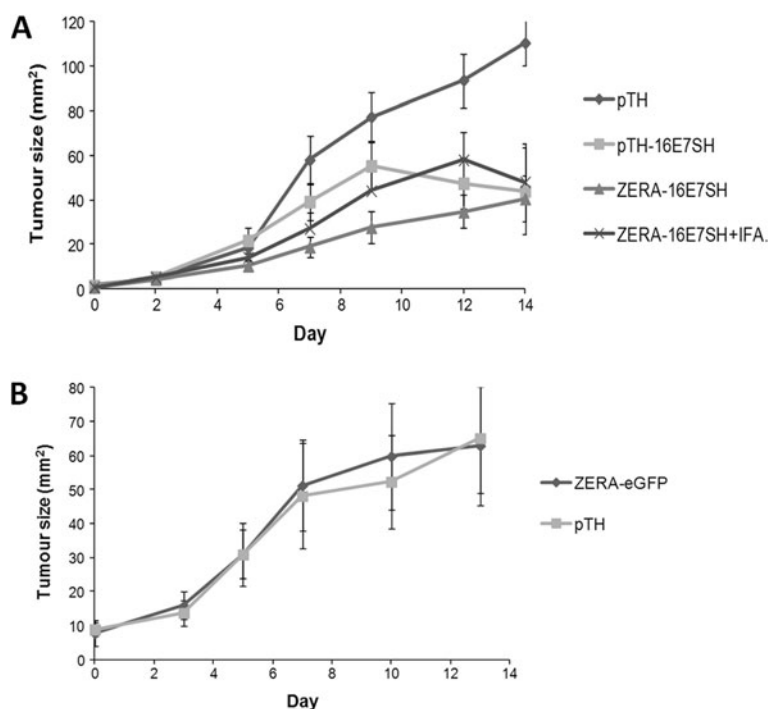 A
Tumour size (mm²)
120
100
80
60
40
20
0
0 2 4 6 8 10 12 14
Day
pTH
pTH-16E7SH
ZERA-16E7SH
ZERA-16E7SH+IFA.
B
Tumour size (mm²)
80
70
60
50
40
30
20
10
0
0 2 4 6 8 10 12 14
Day
ZERA-eGFP
pTH